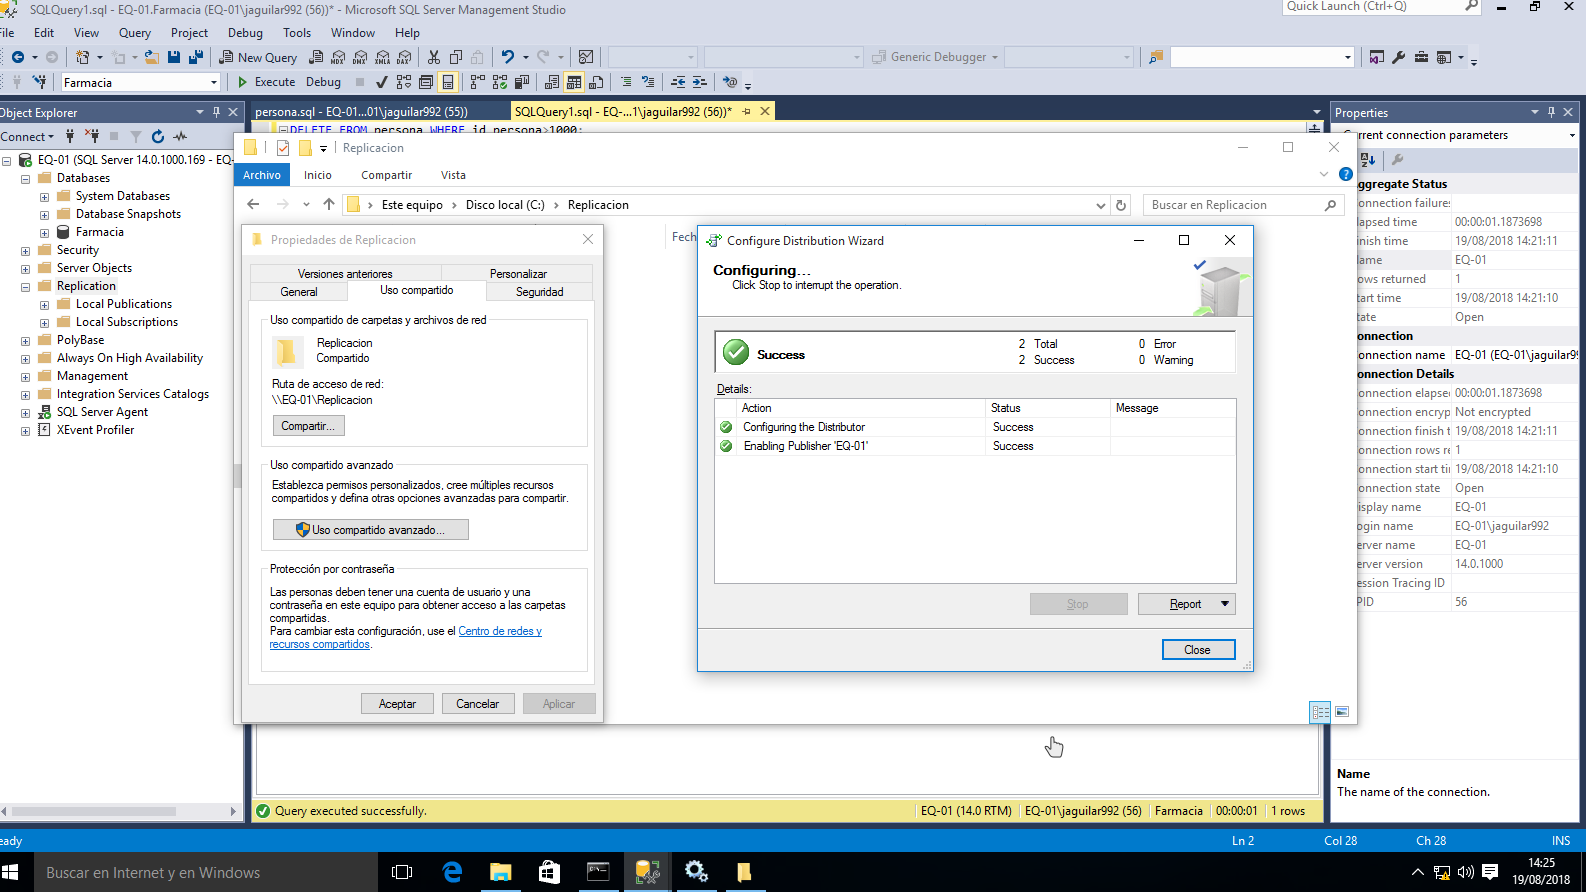 SQLQuery1.sql - EQ-01.Farmacia (EQ-01\jaguilar992 (56))* - Microsoft SQL Server Management Studio
Quick Launch (Ctrl+Q)
File Edit View Query Project Debug Tools Window Help
New Query
MDX DMX XMLA DAX
Generic Debugger
Farmacia
Execute Debug
Object Explorer
Connect
EQ-01 (SQL Server 14.0.1000.169 - EQ-
Databases
System Databases
Database Snapshots
Farmacia
Security
Server Objects
Replication
Local Publications
Local Subscriptions
PolyBase
Always On High Availability
Management
Integration Services Catalogs
SQL Server Agent
XEvent Profiler
persona.sql - EQ-01...01\jaguilar992 (55))
SQLQuery1.sql - EQ-...1\jaguilar992 (56))*
DELETE FROM persona WHERE id_persona>1000;
Replicacion
Archivo Inicio Compartir Vista
Este equipo > Disco local (C:) > Replicacion
Buscar en Replicacion
Fech
Propiedades de Replicacion
Versiones anteriores Personalizar
General Uso compartido Seguridad
Uso compartido de carpetas y archivos de red
Replicacion
Compartido
Ruta de acceso de red:
\\EQ-01\Replicacion
Compartir...
Uso compartido avanzado
Establezca permisos personalizados, cree múltiples recursos
compartidos y defina otras opciones avanzadas para compartir.
Uso compartido avanzado...
Protección por contraseña
Las personas deben tener una cuenta de usuario y una
contraseña en este equipo para obtener acceso a las carpetas
compartidas.
Para cambiar esta configuración, use el Centro de redes y
recursos compartidos.
Aceptar Cancelar Aplicar
Configure Distribution Wizard
Configuring...
Click Stop to interrupt the operation.
Success
2 Total 0 Error
2 Success 0 Warning
Details:
Action Status Message
Configuring the Distributor Success
Enabling Publisher 'EQ-01' Success
Stop Report
Close
Properties
Current connection parameters
Aggregate Status
Connection failures
Elapsed time 00:00:01.1873698
Finish time 19/08/2018 14:21:11
Name EQ-01
Rows returned 1
Start time 19/08/2018 14:21:10
State Open
Connection
Connection name EQ-01 (EQ-01\jaguilar9
Connection Details
Connection elapse 00:00:01.1873698
Connection encryp Not encrypted
Connection finish t 19/08/2018 14:21:11
Connection rows re 1
Connection start ti 19/08/2018 14:21:10
Connection state Open
Display name EQ-01
Login name EQ-01\jaguilar992
Server name EQ-01
Server version 14.0.1000
Session Tracing ID
SPID 56
Name
The name of the connection.
Query executed successfully.
EQ-01 (14.0 RTM) EQ-01\jaguilar992 (56) Farmacia 00:00:01 1 rows
eady Ln 2 Col 28 Ch 28 INS
Buscar en Internet y en Windows
14:25
19/08/2018